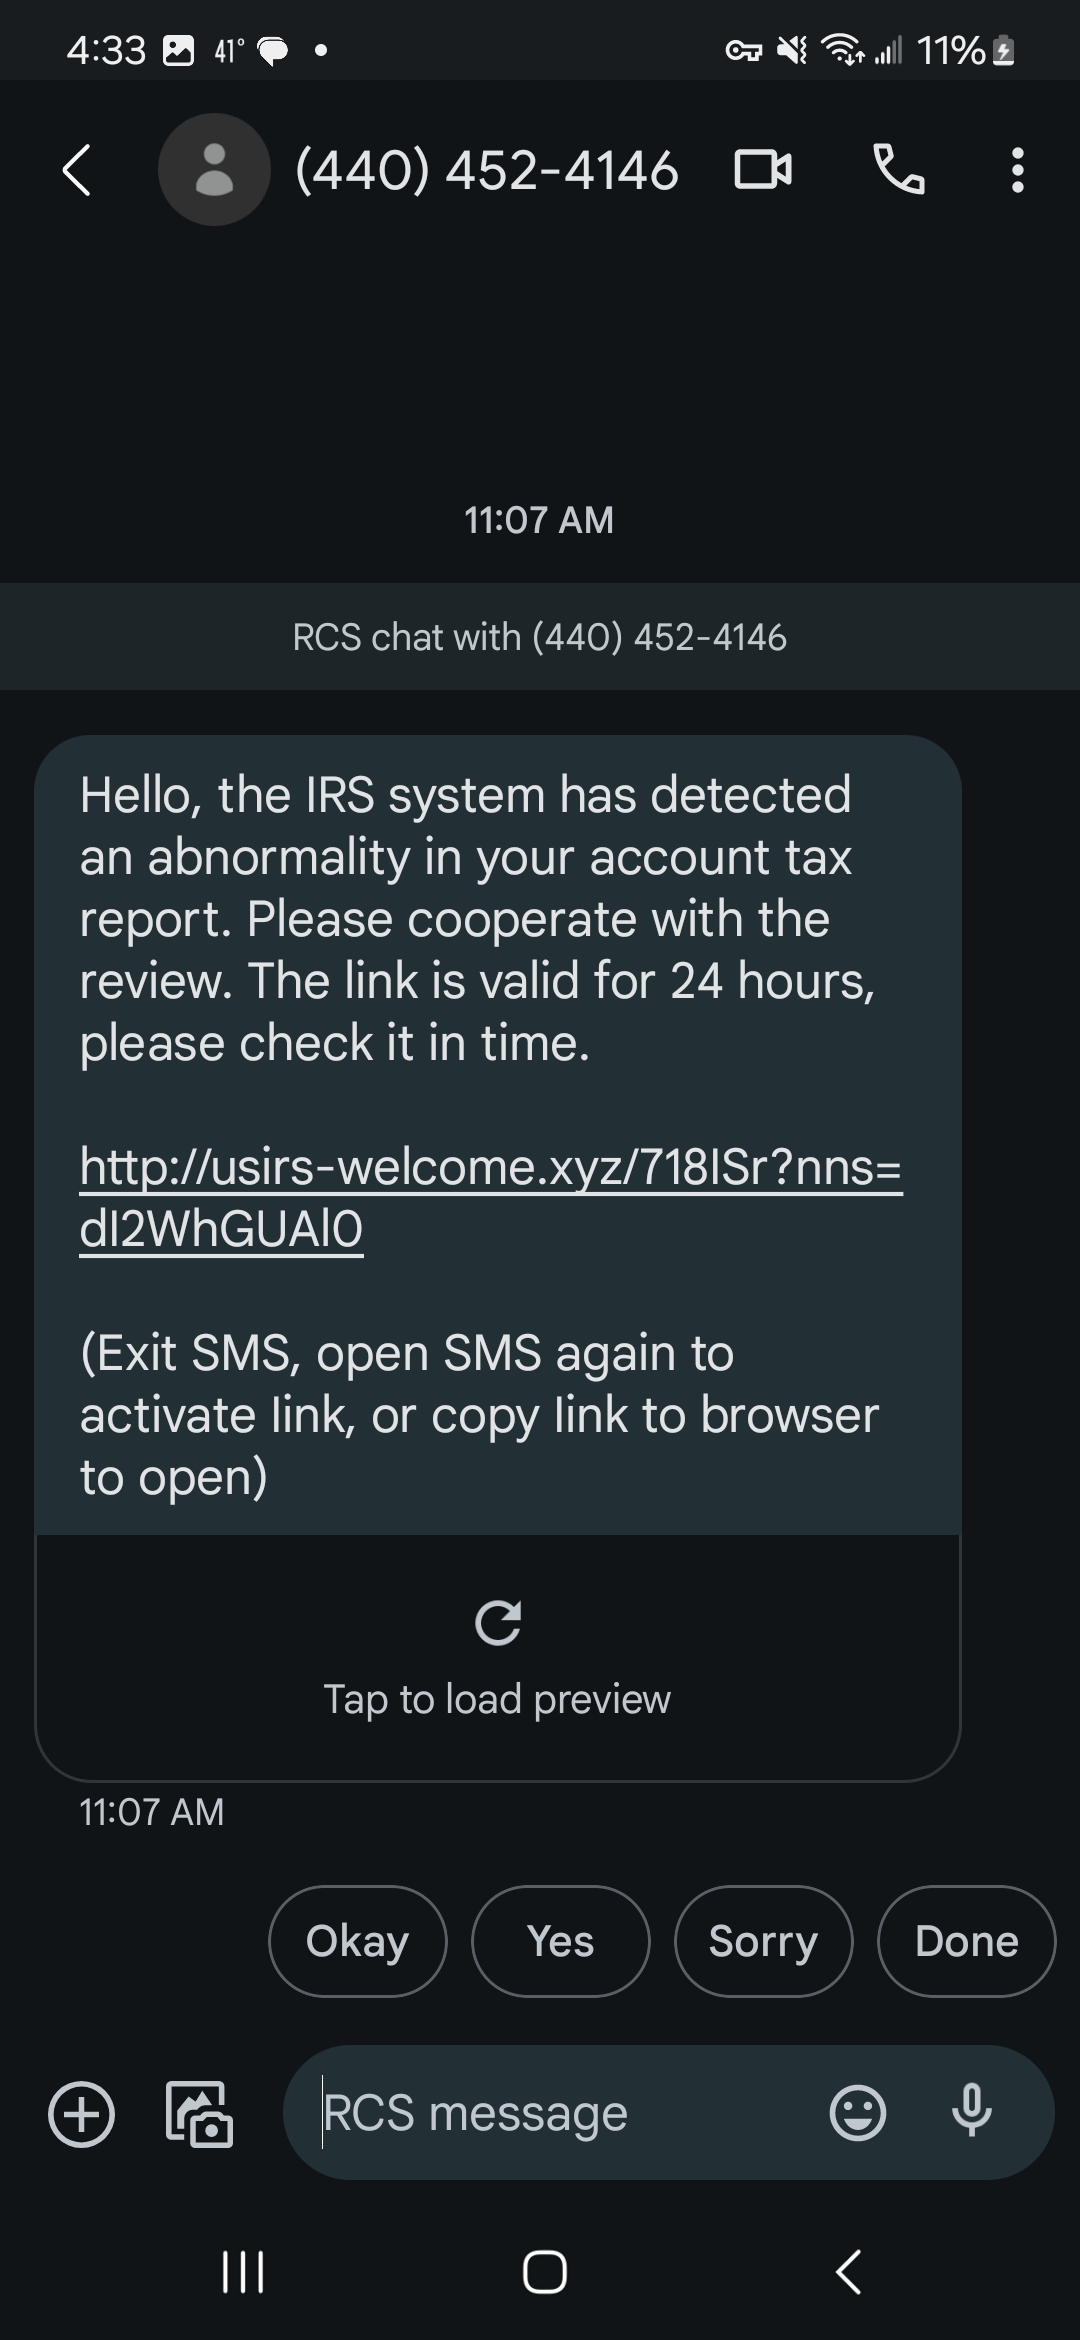 4:33 41° 11%
(440) 452-4146
11:07 AM
RCS chat with (440) 452-4146
Hello, the IRS system has detected
an abnormality in your account tax
report. Please cooperate with the
review. The link is valid for 24 hours,
please check it in time.
http://usirs-welcome.xyz/718lSr?nns=
dI2WhGUAl0
(Exit SMS, open SMS again to
activate link, or copy link to browser
to open)
Tap to load preview
11:07 AM
Okay Yes Sorry Done
RCS message